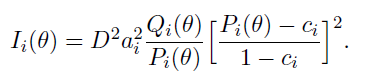 $I_i(\theta) = D^2 a_i^2 \frac{Q_i(\theta)}{P_i(\theta)} \left[ \frac{P_i(\theta) - c_i}{1 - c_i} \right]^2.$